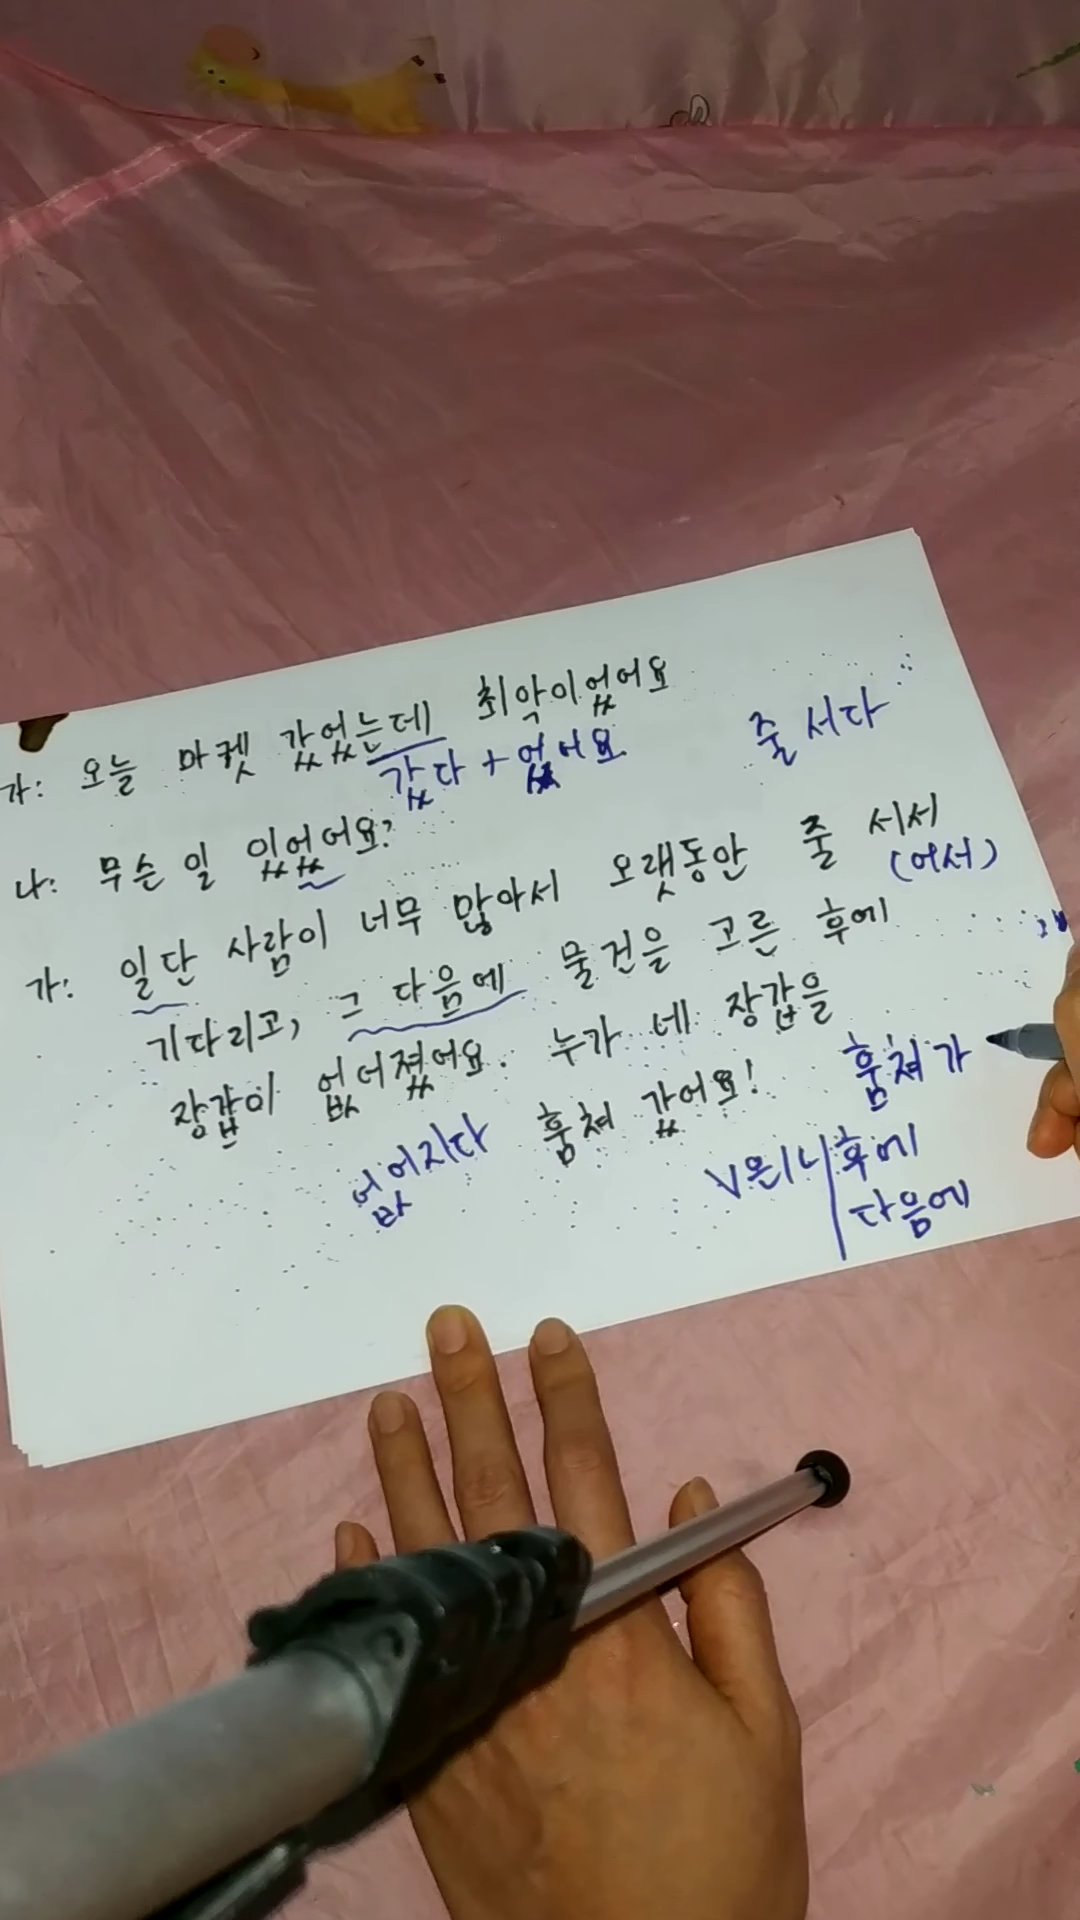 가: 오늘 마켓 갔었는데 최악이었어요
갔다 + 었어요
줄 서다
나: 무슨 일 있었어요?
가: 일단 사람이 너무 많아서 오랫동안 줄 서서
(어서)
기다리고, 그 다음에 물건을 고른 후에
장갑이 없어졌어요. 누가 네 장갑을
없어지다
훔쳐 갔어요!
훔쳐가
V은/ㄴ 후에
다음에